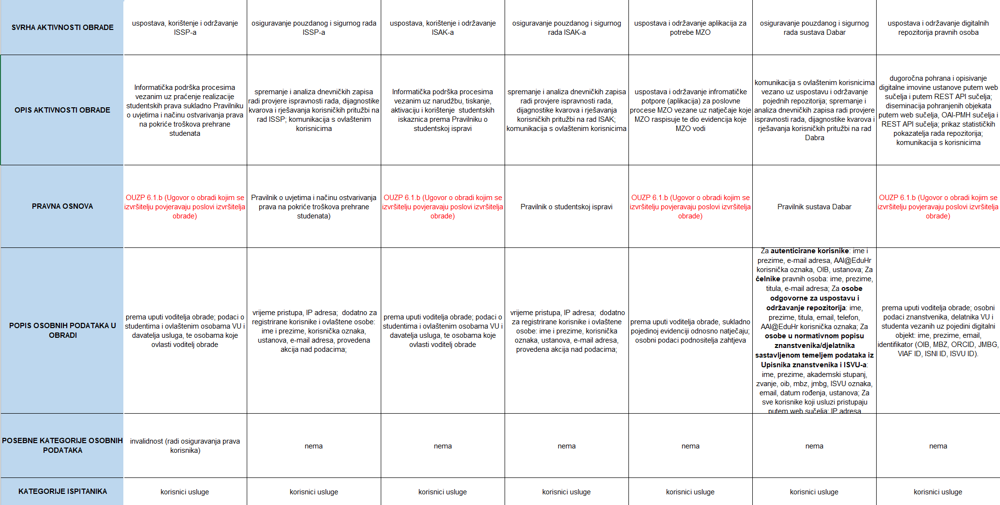 SVRHA AKTIVNOSTI OBRADE
uspostava, korištenje i održavanje
ISSP-a
osiguravanje pouzdanog i sigurnog rada
ISSP-a
uspostava, korištenje i održavanje
ISAK-a
osiguravanje pouzdanog i sigurnog
rada ISAK-a
uspostava i održavanje aplikacija za
potrebe MZO
osiguravanje pouzdanog i sigurnog
rada sustava Dabar
uspostava i održavanje digitalnih
repozitorija pravnih osoba
OPIS AKTIVNOSTI OBRADE
Informatička podrška procesima
vezanim uz praćenje realizacije
studentskih prava sukladno Pravilniku
o uvjetima i načinu ostvarivanja prava
na pokriće troškova prehrane
studenata
spremanje i analiza dnevničkih zapisa
radi provjere ispravnosti rada, dijagnostike
kvarova i rješavanja korisničkih pritužbi na
rad ISSP; komunikacija s ovlaštenim
korisnicima
Informatička podrška procesima
vezanim uz narudžbu, tiskanje,
aktivaciju i korištenje  studentskih
iskaznica prema Pravilniku o
studentskoj ispravi
spremanje i analiza dnevničkih zapisa
radi provjere ispravnosti rada,
dijagnostike kvarova i rješavanja
korisničkih pritužbi na rad ISAK;
komunikacija s ovlaštenim korisnicima
uspostava i održavanje infromatičke
potpore (aplikacija) za poslovne
procese MZO vezane uz natječaje koje
MZO raspisuje te dio evidencija koje
MZO vodi
komunikacija s ovlaštenim korisnicima
vezano uz uspostavu i održavanje
pojednih repozitorija; spremanje i
analiza dnevničkih zapisa radi provjere
ispravnosti rada, dijagnostike kvarova i
rješavanja korisničkih pritužbi na rad
Dabra
dugoročna pohrana i opisivanje
digitalne imovine ustanove putem web
sučelja i putem REST API sučelja;
diseminacija pohranjenih objekata
putem web sučelja, OAI-PMH sučelja i
REST API sučelja; prikaz statističkih
pokazatelja rada repozitorija;
komunikacija s korisnicima
PRAVNA OSNOVA
OUZP 6.1.b (Ugovor o obradi kojim se
izvršitelju povjeravaju poslovi izvršitelja
obrade)
Pravilnik o uvjetima i načinu ostvarivanja
prava na pokriće troškova prehrane
studenata)
OUZP 6.1.b (Ugovor o obradi kojim se
izvršitelju povjeravaju poslovi izvršitelja
obrade)
Pravilnik o studentskoj ispravi
OUZP 6.1.b (Ugovor o obradi kojim se
izvršitelju povjeravaju poslovi izvršitelja
obrade)
Pravilnik sustava Dabar
OUZP 6.1.b (Ugovor o obradi kojim se
izvršitelju povjeravaju poslovi izvršitelja
obrade)
POPIS OSOBNIH PODATAKA U
OBRADI
prema uputi voditelja obrade; podaci o
studentima i ovlaštenim osobama VU i
davatelja usluga, te osobama koje
ovlasti voditelj obrade
vrijeme pristupa, IP adresa;  dodatno za
registrirane korisnike i ovlaštene osobe:
ime i prezime, korisnička oznaka,
ustanova, e-mail adresa, provedena
akcija nad podacima;
prema uputi voditelja obrade; podaci o
studentima i ovlaštenim osobama VU i
davatelja usluga, te osobama koje
ovlasti voditelj obrade
vrijeme pristupa, IP adresa;  dodatno
za registrirane korisnike i ovlaštene
osobe: ime i prezime, korisnička
oznaka, ustanova, e-mail adresa,
provedena akcija nad podacima;
prema uputi voditelja obrade, sukladno
pojedinoj evidenciji odnosno natječaju;
osobni podaci podnositelja zahtjeva
Za autenticirane korisnike: ime i
prezime, e-mail adresa, AAI@EduHr
korisnička oznaka, OIB, ustanova; Za
čelnike pravnih osoba: ime, prezime,
titula, e-mail adresa; Za osobe
odgovorne za uspostavu i
održavanje repozitorija: ime,
prezime, titula, email, telefon,
AAI@EduHr korisnička oznaka; Za
osobe u normativnom popisu
znanstvenika/djelatnika
sastavljenom temeljem podataka iz
Upisnika znanstvenika i ISVU-a:
ime, prezime, akademski stupanj,
zvanje, oib, mbz, jmbg, ISVU oznaka,
email, datum rođenja, ustanova; Za
sve korisnike koji usluzi pristupaju
putem web sučelja: IP adresa
prema uputi voditelja obrade; osobni
podaci znanstvenika, delatnika VU i
studenta vezanih uz pojedini digitalni
objekt: ime, prezime, email,
identifikator (OIB, MBZ, ORCID, JMBG,
VIAF ID, ISNI ID, ISVU ID).
POSEBNE KATEGORIJE OSOBNIH
PODATAKA
invalidnost (radi osiguravanja prava
korisnika)
nema
nema
nema
nema
nema
nema
KATEGORIJE ISPITANIKA
korisnici usluge
korisnici usluge
korisnici usluge
korisnici usluge
korisnici usluge
korisnici usluge
korisnici usluge